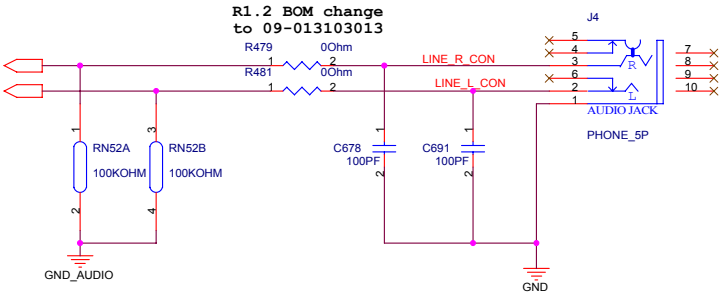 R1.2 BOM change
to 09-013103013
J4
R479 0Ohm
1 2
LINE_R_CON
R481 0Ohm
1 2
LINE_L_CON
5
4
3
6
2
1
R
L
7
8
9
10
AUDIO JACK
PHONE_5P
1
RN52A
100KOHM
2
3
RN52B
100KOHM
4
1
C678
100PF
2
1
C691
100PF
2
GND_AUDIO
GND